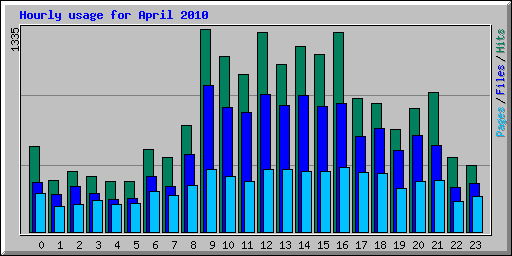 Hourly usage for April 2010
1335
Pages/Files/Hits
0 1 2 3 4 5 6 7 8 9 10 11 12 13 14 15 16 17 18 19 20 21 22 23